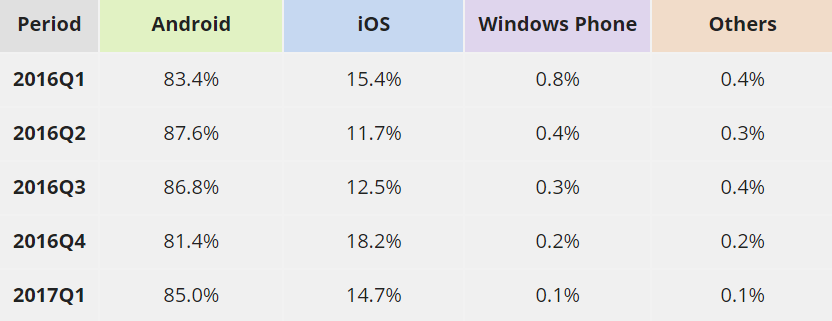 Period Android iOS Windows Phone Others
2016Q1 83.4% 15.4% 0.8% 0.4%
2016Q2 87.6% 11.7% 0.4% 0.3%
2016Q3 86.8% 12.5% 0.3% 0.4%
2016Q4 81.4% 18.2% 0.2% 0.2%
2017Q1 85.0% 14.7% 0.1% 0.1%